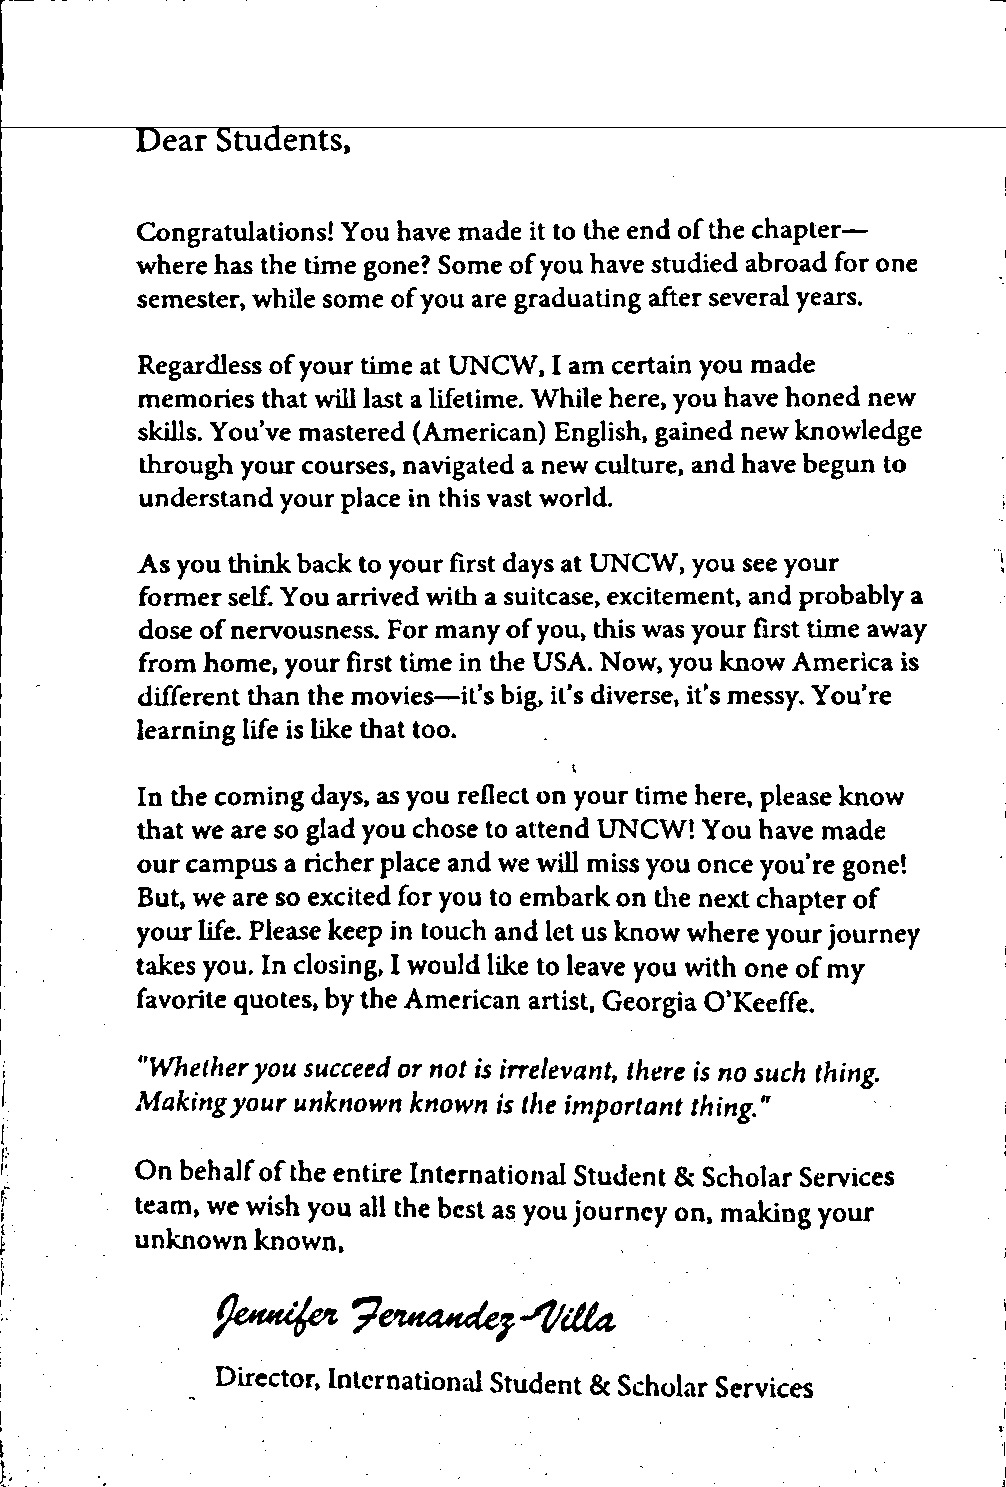 Dear Students,
Congratulations! You have made it to the end of the chapter—
where has the time gone? Some of you have studied abroad for one
semester, while some of you are graduating after several years.
Regardless of your time at UNCW, I am certain you made
memories that will last a lifetime. While here, you have honed new
skills. You've mastered (American) English, gained new knowledge
through your courses, navigated a new culture, and have begun to
understand your place in this vast world.
As you think back to your first days at UNCW, you see your
former self. You arrived with a suitcase, excitement, and probably a
dose of nervousness. For many of you, this was your first time away
from home, your first time in the USA. Now, you know America is
different than the movies—it's big, it's diverse, it's messy. You're
learning life is like that too.
In the coming days, as you reflect on your time here, please know
that we are so glad you chose to attend UNCW! You have made
our campus a richer place and we will miss you once you're gone!
But, we are so excited for you to embark on the next chapter of
your life. Please keep in touch and let us know where your journey
takes you. In closing, I would like to leave you with one of my
favorite quotes, by the American artist, Georgia O'Keeffe.
"Whether you succeed or not is irrelevant, there is no such thing.
Making your unknown known is the important thing."
On behalf of the entire International Student & Scholar Services
team, we wish you all the best as you journey on, making your
unknown known,
Jennifer Fernandez-Villa
Director, International Student & Scholar Services